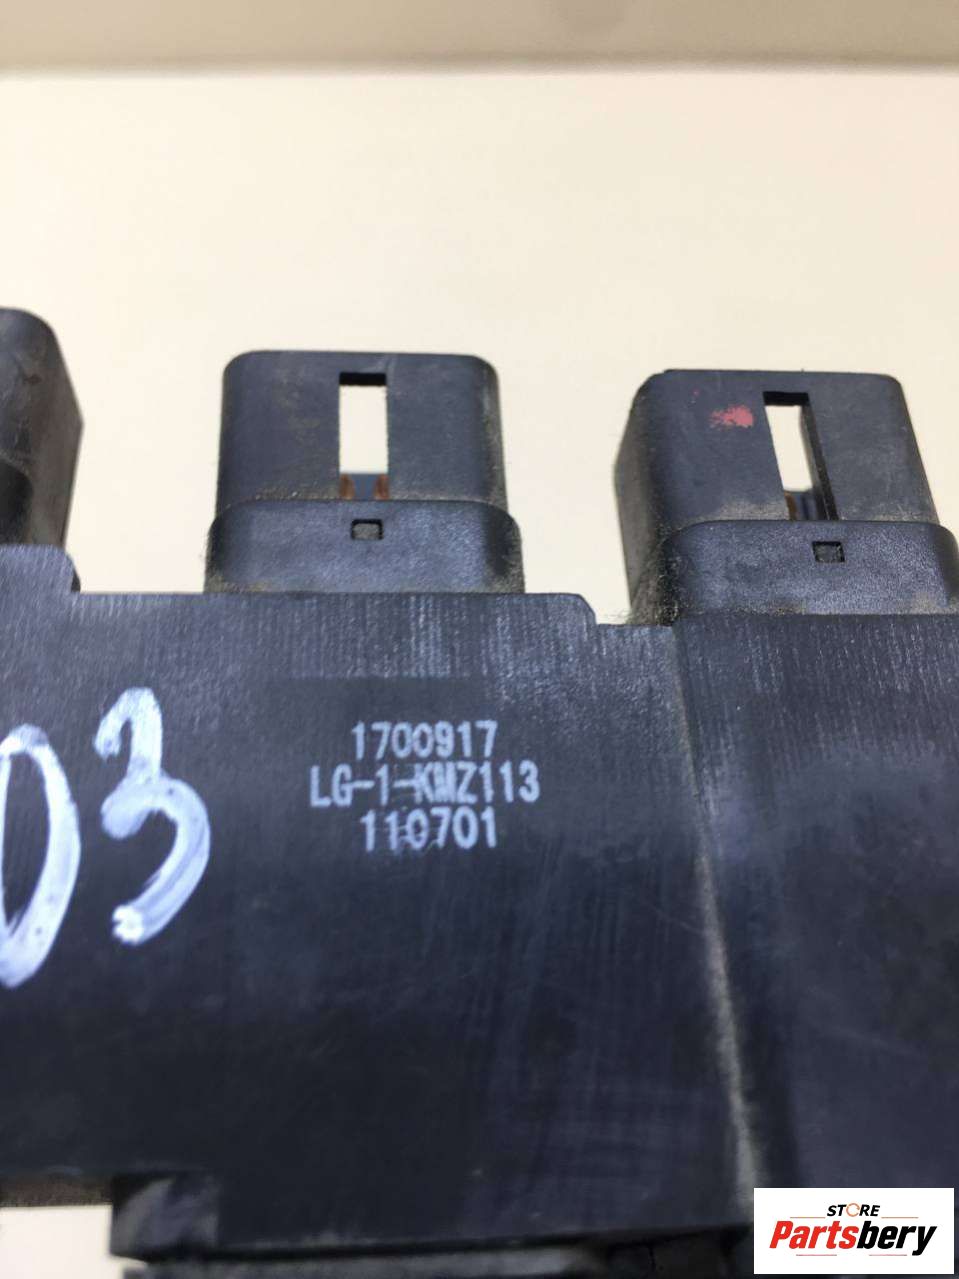 03
1700917
LG-1-KMZ113
110701
STORE
Partsbery